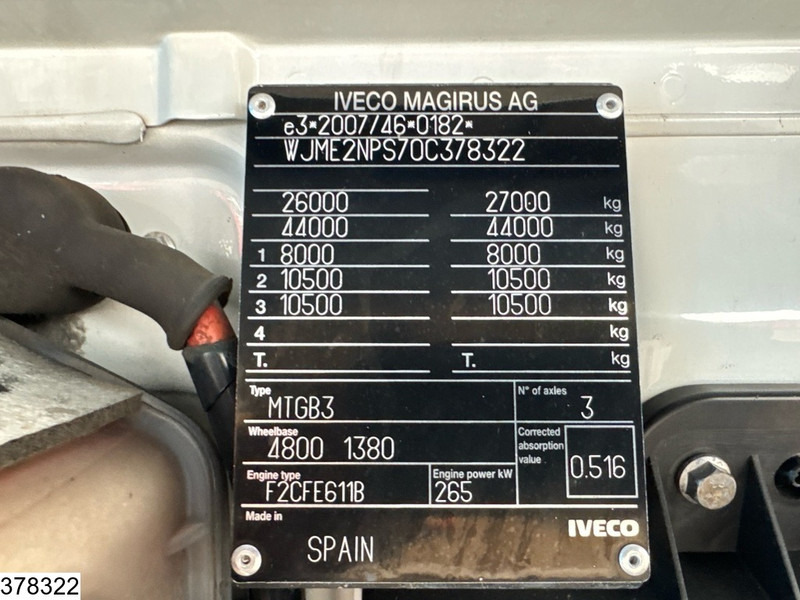 IVECO MAGIRUS AG
e3*2007/46*0182*
WJME2NPS70C378322
26000 27000 kg
44000 44000 kg
1 8000 8000 kg
2 10500 10500 kg
3 10500 10500 kg
4 kg
T. T. kg
Type N° of axles
MTGB3 3
Wheelbase Corrected absorption value
4800 1380 0.516
Engine type Engine power kW
F2CFE611B 265
Made in IVECO
SPAIN
378322